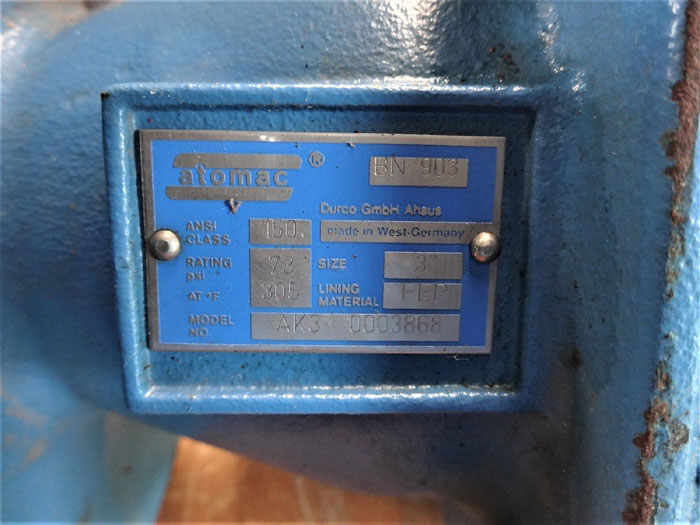 atomac ®
BN 903
Durco GmbH Ahaus
made in West-Germany
ANSI CLASS 150
RATING psi 73
SIZE 3"
AT °F 305
LINING MATERIAL FEP
MODEL NO. AK3 0003868